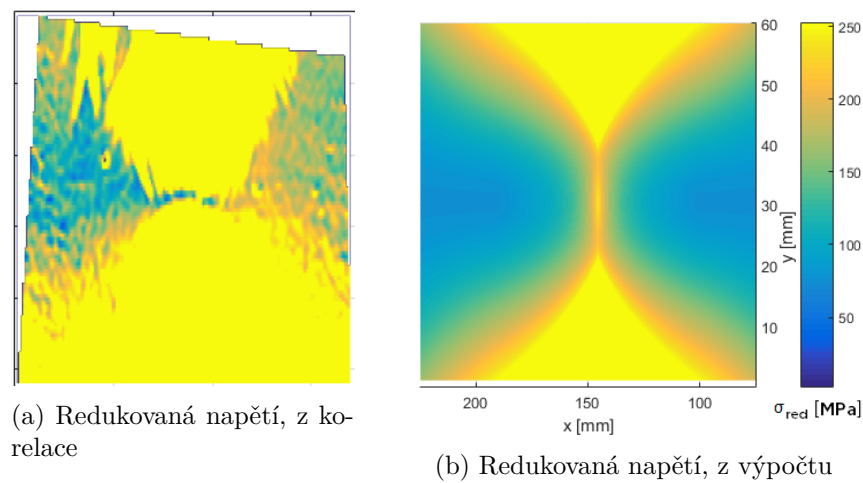 60
50
40
30
20
10
y [mm]
200
150
100
x [mm]
250
200
150
100
50
σred [MPa]
(a) Redukovaná napětí, z ko-
relace
(b) Redukovaná napětí, z výpočtu